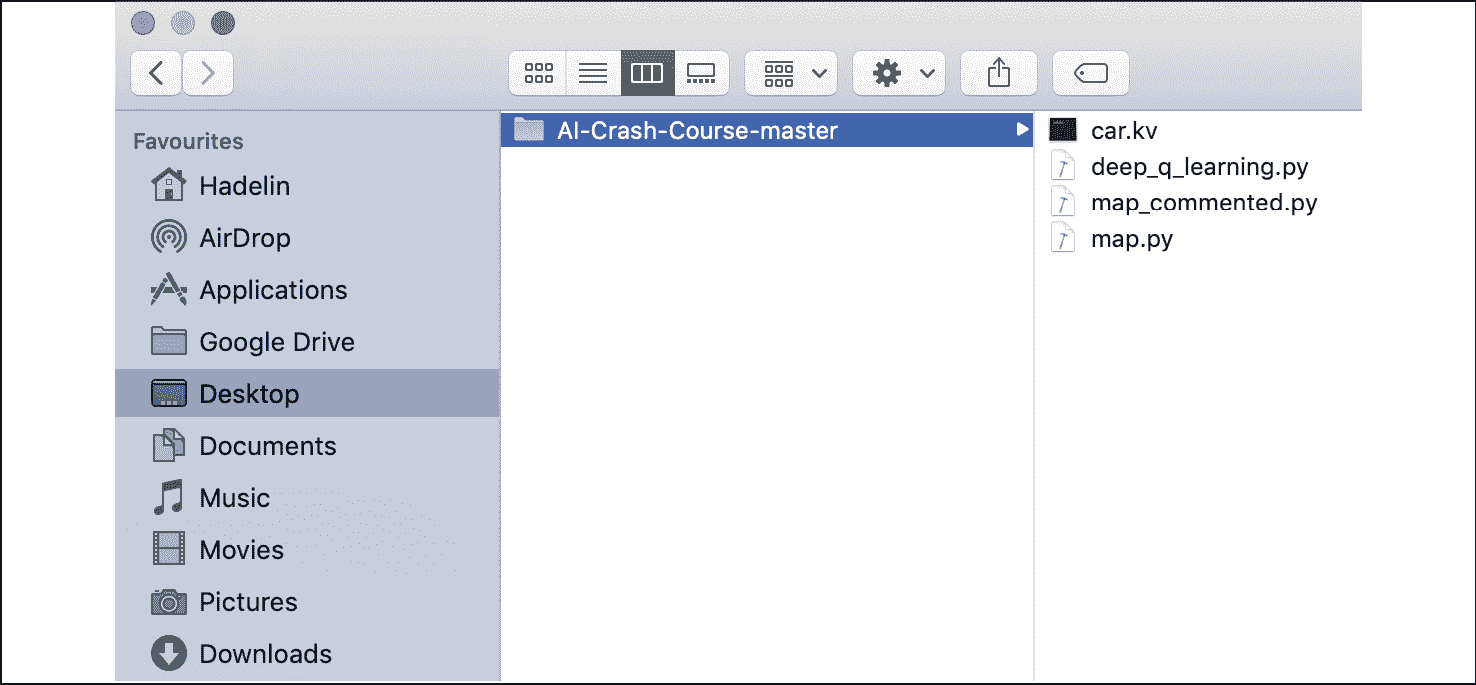 Favourites
Hadelin
AirDrop
Applications
Google Drive
Desktop
Documents
Music
Movies
Pictures
Downloads
AI-Crash-Course-master
car.kv
deep_q_learning.py
map_commented.py
map.py